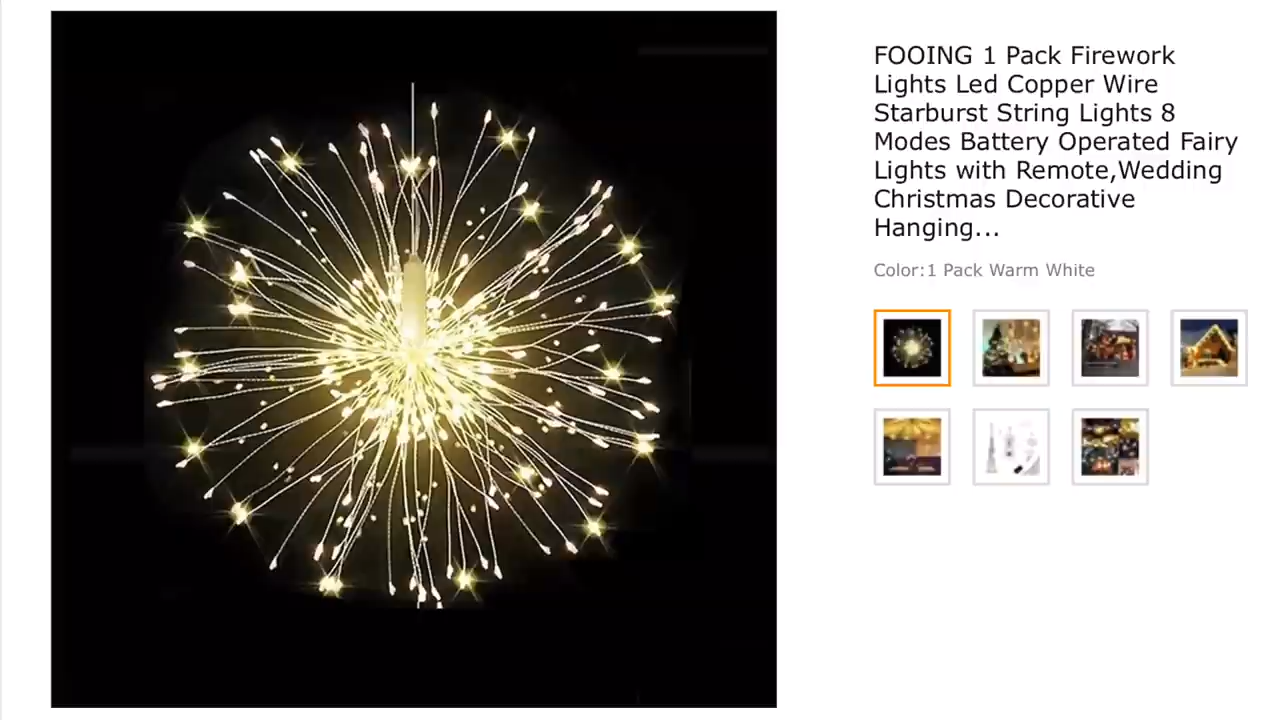 FOOING 1 Pack Firework
Lights Led Copper Wire
Starburst String Lights 8
Modes Battery Operated Fairy
Lights with Remote,Wedding
Christmas Decorative
Hanging...
Color:1 Pack Warm White